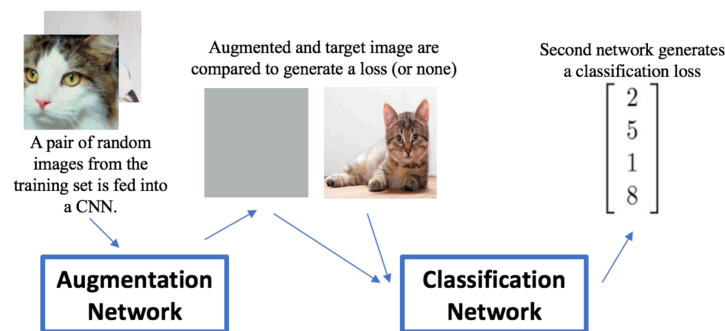 Augmented and target image are
compared to generate a loss (or none)
Second network generates
a classification loss
2
5
1
8
A pair of random
images from the
training set is fed into
a CNN.
Augmentation
Network
Classification
Network